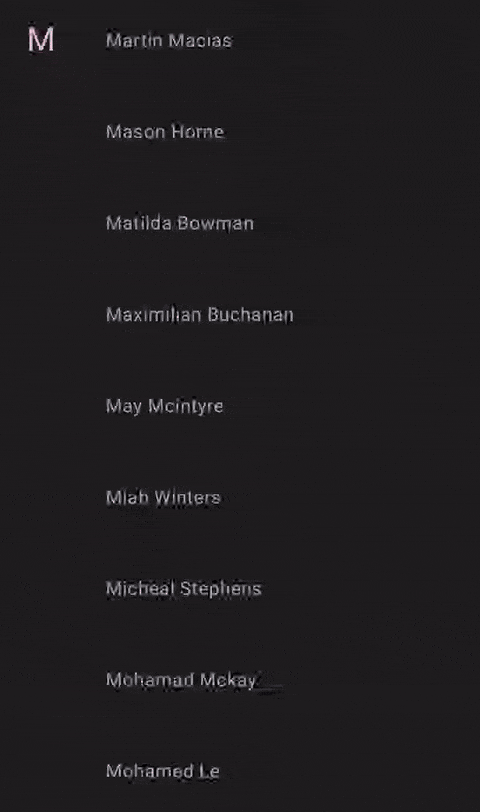 M
Martin Macias
Mason Horne
Matilda Bowman
Maximilian Buchanan
May Mcintyre
Miah Winters
Micheal Stephens
Mohamad Mckay
Mohamed Le